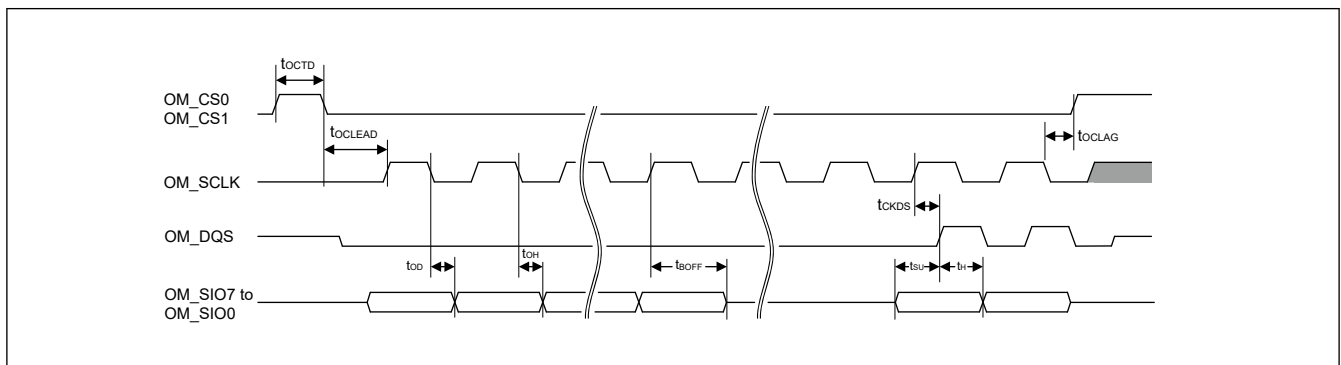 tOCTD
OM_CS0
OM_CS1
tOCLEAD
tOCLAG
OM_SCLK
tCKDS
OM_DQS
tOD
tOH
tBOFF
tSU
tH
OM_SIO7 to
OM_SIO0